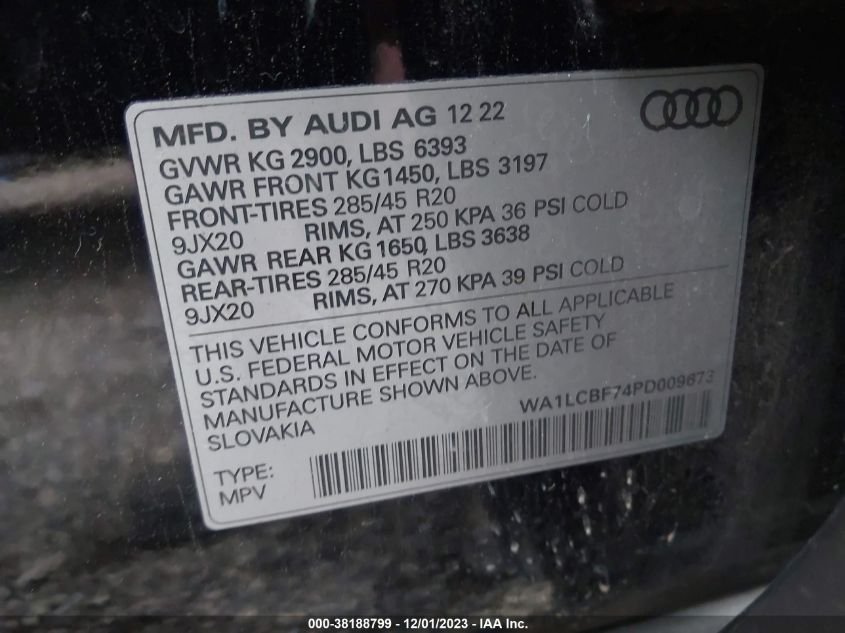 MFD. BY AUDI AG 12 22
GVWR KG 2900, LBS 6393
GAWR FRONT KG1450, LBS 3197
FRONT-TIRES 285/45 R20
9JX20 RIMS, AT 250 KPA 36 PSI COLD
GAWR REAR KG 1650, LBS 3638
REAR-TIRES 285/45 R20
9JX20 RIMS, AT 270 KPA 39 PSI COLD
THIS VEHICLE CONFORMS TO ALL APPLICABLE
U.S. FEDERAL MOTOR VEHICLE SAFETY
STANDARDS IN EFFECT ON THE DATE OF
MANUFACTURE SHOWN ABOVE.
SLOVAKIA
WA1LCBF74PD009673
TYPE:
MPV
000-38188799 - 12/01/2023 - IAA Inc.